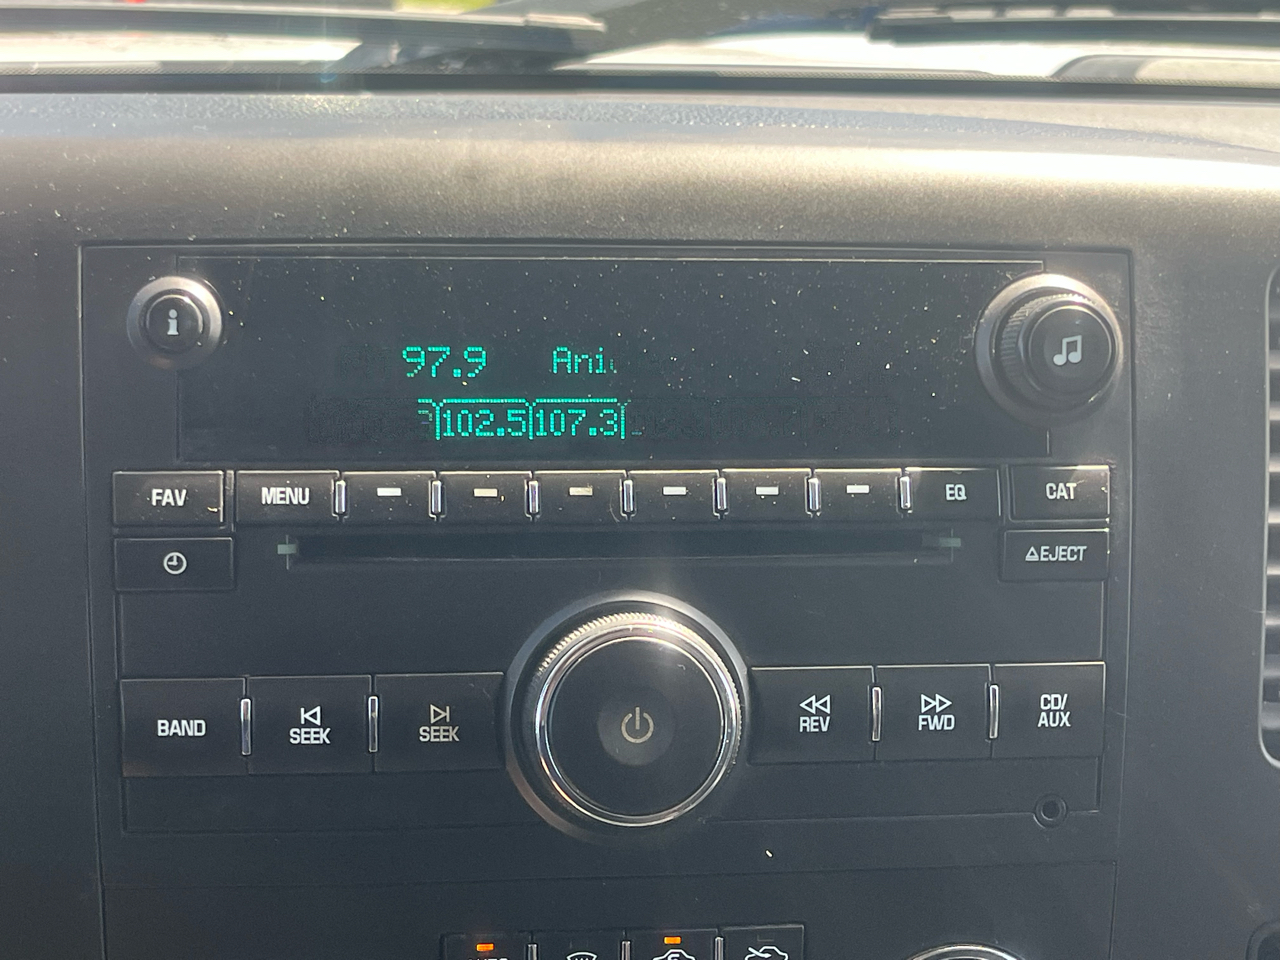 97.9 Ani
102.5 107.3
FAV MENU EQ CAT
EJECT
BAND SEEK SEEK REV FWD CD/AUX